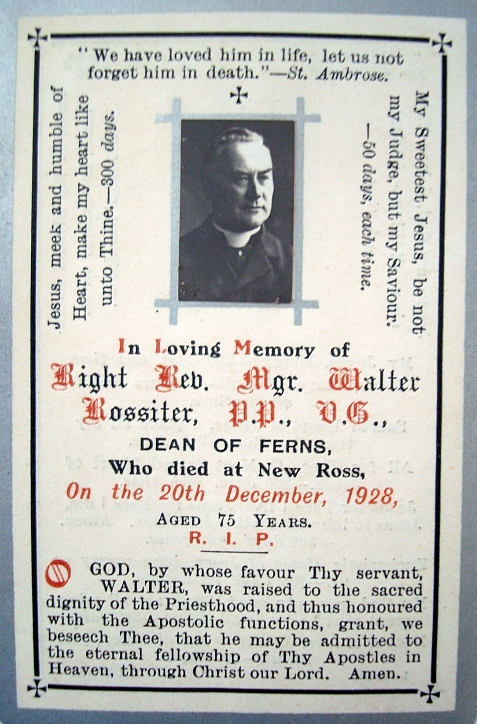 " We have loved him in life, let us not
forget him in death."—St. Ambrose.
Jesus, meek and humble of
Heart, make my heart like
unto Thine.—300 days.
My Sweetest Jesus, be not
my Judge, but my Saviour.
—50 days, each time.
In Loving Memory of
Right Rev. Mgr. Walter
Rossiter, P.P., V.G.,
DEAN OF FERNS,
Who died at New Ross,
On the 20th December, 1928,
AGED 75 YEARS.
R. I. P.
O GOD, by whose favour Thy servant,
WALTER, was raised to the sacred
dignity of the Priesthood, and thus honoured
with the Apostolic functions, grant, we
beseech Thee, that he may be admitted to
the eternal fellowship of Thy Apostles in
Heaven, through Christ our Lord. Amen.